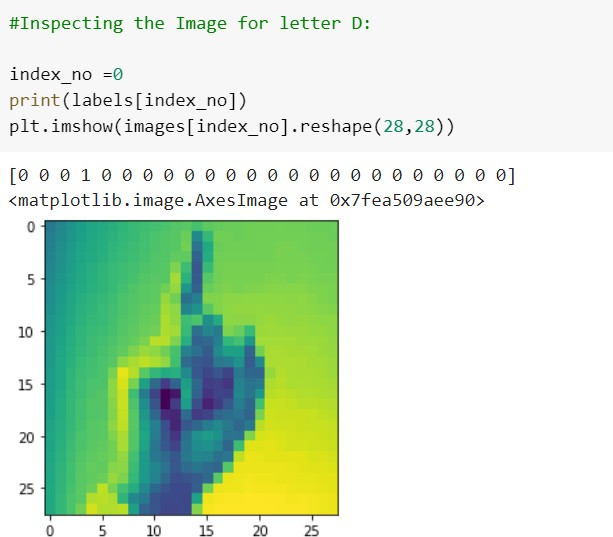 #Inspecting the Image for letter D:
index_no =0
print(labels[index_no])
plt.imshow(images[index_no].reshape(28,28))
[0 0 0 1 0 0 0 0 0 0 0 0 0 0 0 0 0 0 0 0 0 0 0 0]
<matplotlib.image.AxesImage at 0x7fea509aee90>
0
5
10
15
20
25
0 5 10 15 20 25